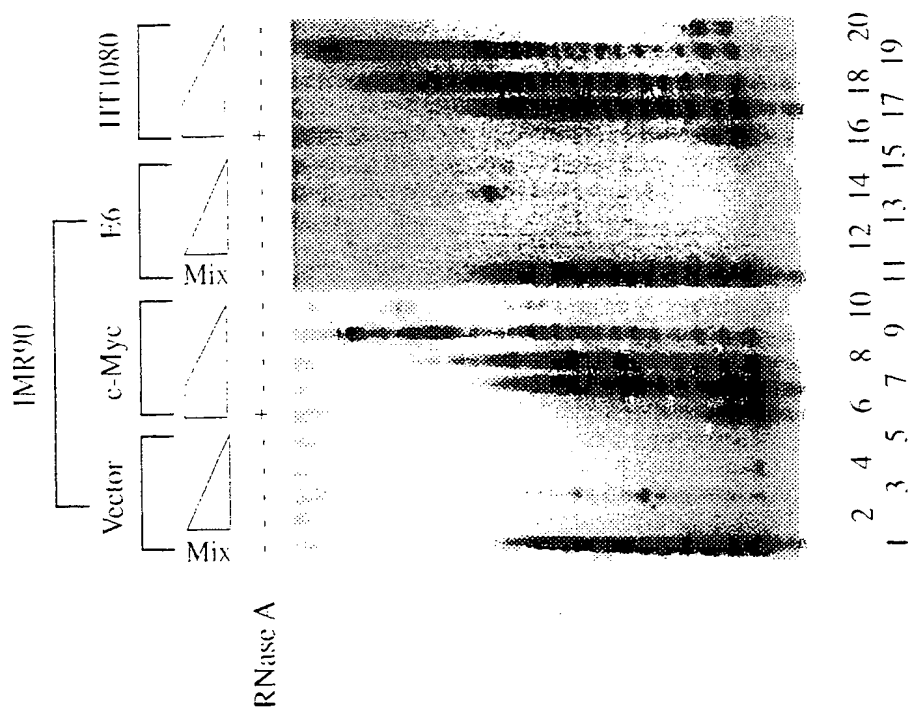 IMR90
Vector c-Myc E6 HT1080
Mix Mix
RNase A - - - - - + - - - - - - - - - + - - - -
2 4 6 8 10 12 14 16 18 20
1 3 5 7 9 11 13 15 17 19